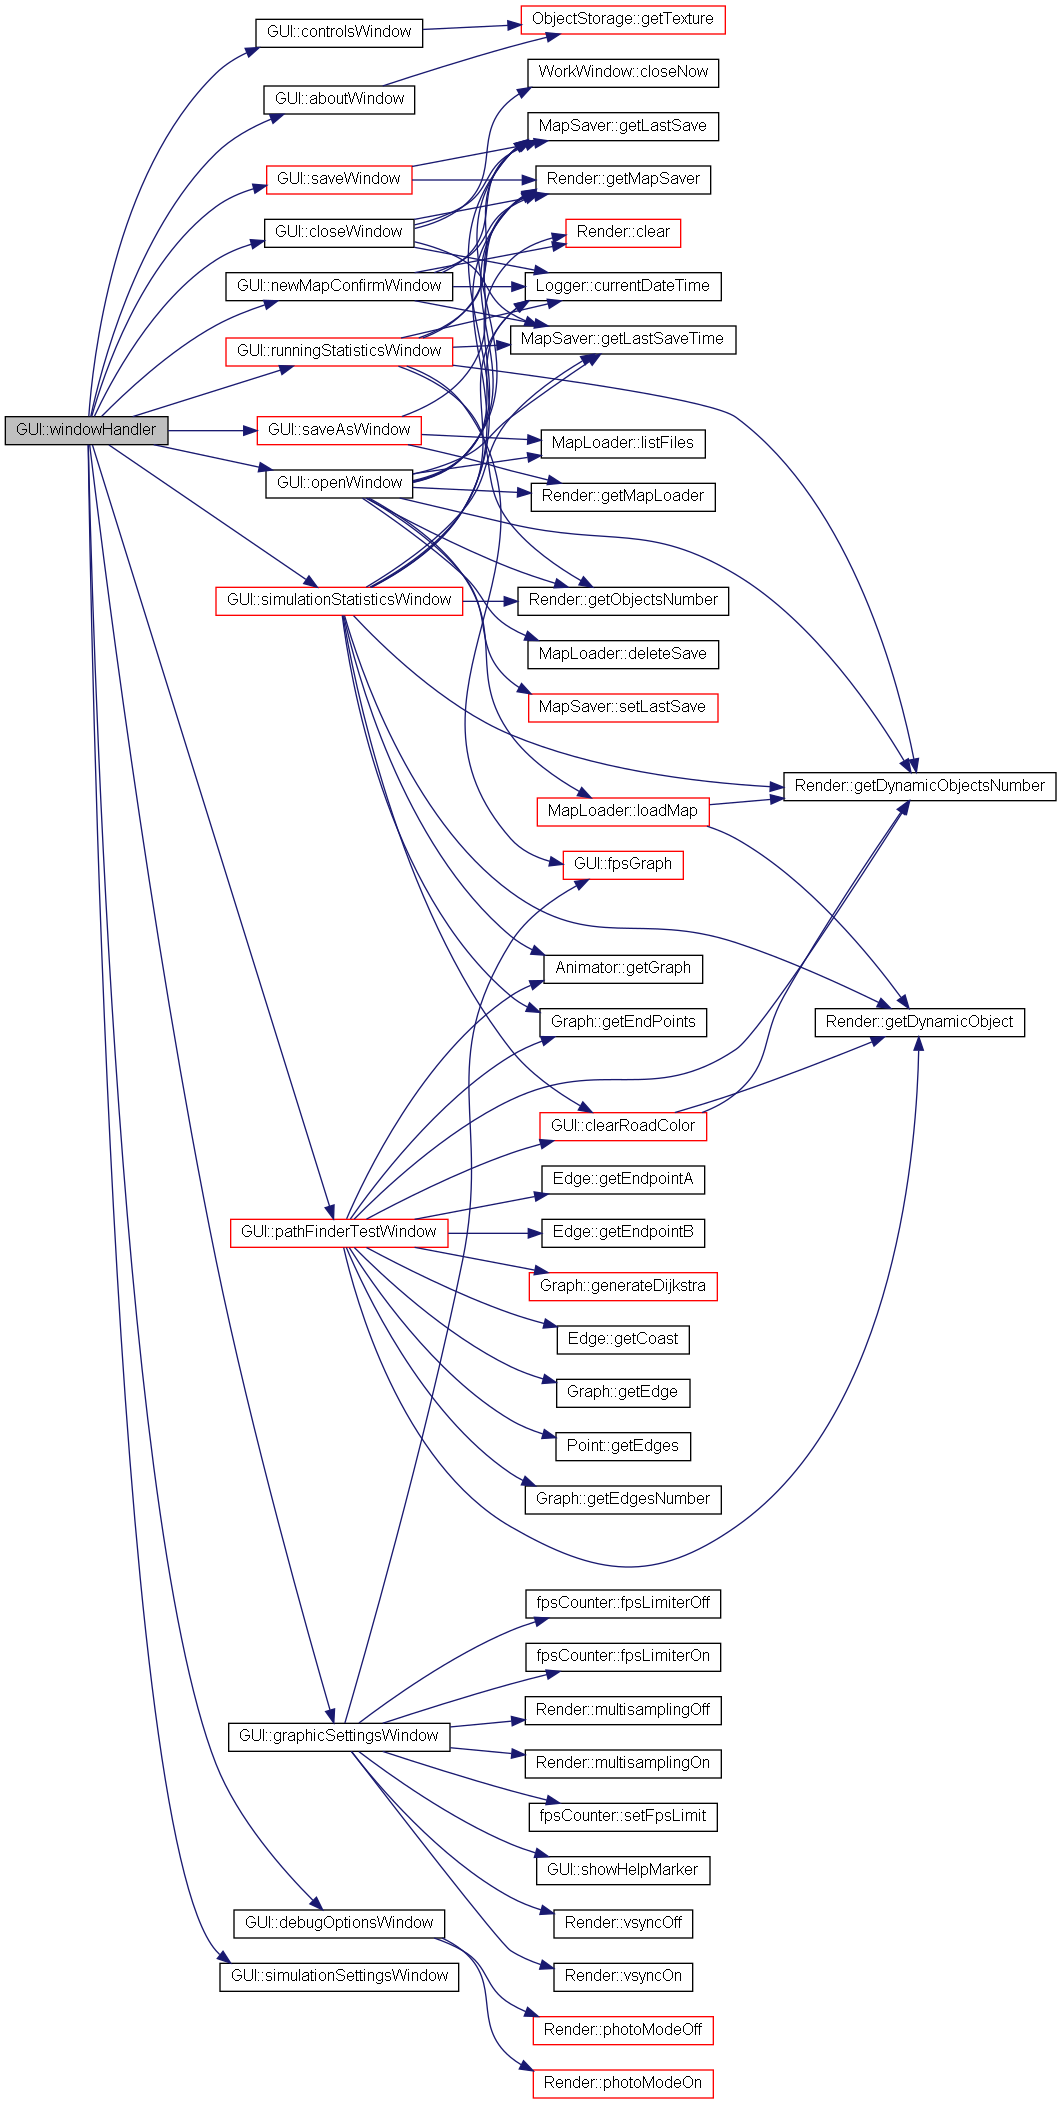 GUI::controlsWindow
ObjectStorage::getTexture
WorkWindow::closeNow
GUI::aboutWindow
MapSaver::getLastSave
GUI::saveWindow
Render::getMapSaver
GUI::closeWindow
Render::clear
GUI::newMapConfirmWindow
Logger::currentDateTime
MapSaver::getLastSaveTime
GUI::runningStatisticsWindow
GUI::windowHandler
GUI::saveAsWindow
MapLoader::listFiles
GUI::openWindow
Render::getMapLoader
GUI::simulationStatisticsWindow
Render::getObjectsNumber
MapLoader::deleteSave
MapSaver::setLastSave
Render::getDynamicObjectsNumber
MapLoader::loadMap
GUI::fpsGraph
Animator::getGraph
Graph::getEndPoints
Render::getDynamicObject
GUI::clearRoadColor
Edge::getEndpointA
GUI::pathFinderTestWindow
Edge::getEndpointB
Graph::generateDijkstra
Edge::getCoast
Graph::getEdge
Point::getEdges
Graph::getEdgesNumber
fpsCounter::fpsLimiterOff
fpsCounter::fpsLimiterOn
Render::multisamplingOff
GUI::graphicSettingsWindow
Render::multisamplingOn
fpsCounter::setFpsLimit
GUI::showHelpMarker
GUI::debugOptionsWindow
Render::vsyncOff
GUI::simulationSettingsWindow
Render::vsyncOn
Render::photoModeOff
Render::photoModeOn